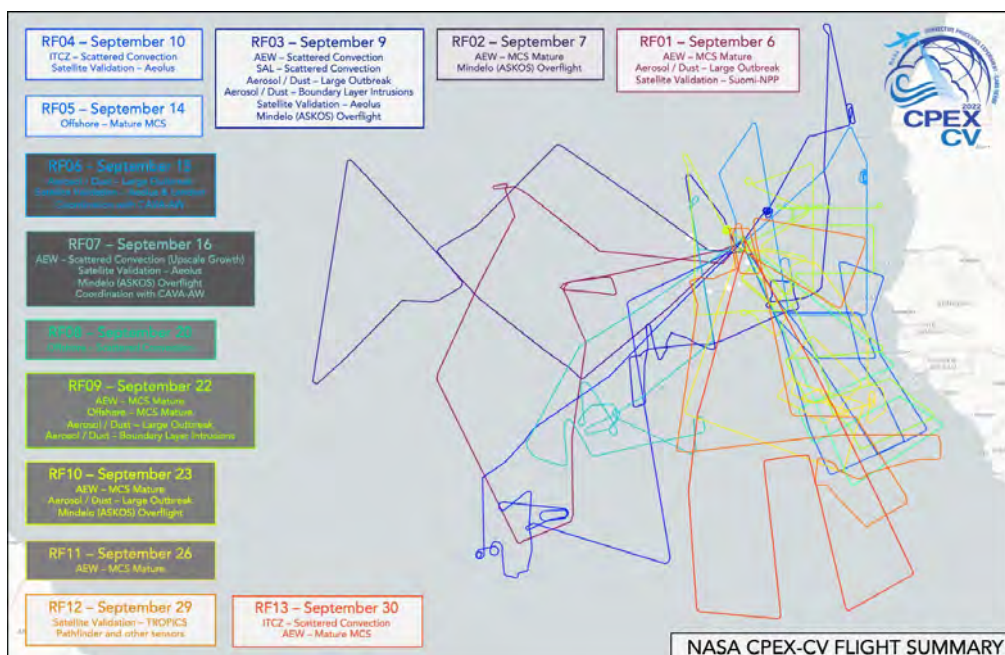 RF04 – September 10
ITCZ – Scattered Convection
Satellite Validation – Aeolus
RF03 – September 9
AEW – Scattered Convection
SAL – Scattered Convection
Aerosol / Dust – Large Outbreak
Aerosol / Dust – Boundary Layer Intrusions
Satellite Validation – Aeolus
Mindelo (ASKOS) Overflight
RF02 – September 7
AEW – MCS Mature
Mindelo (ASKOS) Overflight
RF01 – September 6
AEW – MCS Mature
Aerosol / Dust – Large Outbreak
Satellite Validation – Suomi-NPP
2022
CPEX
CV
RF05 – September 14
Offshore – Mature MCS
RF07 – September 16
AEW – Scattered Convection (Upscale Growth)
Satellite Validation – Aeolus
Mindelo (ASKOS) Overflight
Coordination with CAVA-AW
RF09 – September 22
AEW – MCS Mature
Offshore – MCS Mature
Aerosol / Dust – Large Outbreak
Aerosol / Dust – Boundary Layer Intrusions
RF10 – September 23
AEW – MCS Mature
Aerosol / Dust – Large Outbreak
Mindelo (ASKOS) Overflight
RF11 – September 26
AEW – MCS Mature
RF12 – September 29
Satellite Validation – TROPICS
Pathfinder and other sensors
RF13 – September 30
ITCZ – Scattered Convection
AEW – Mature MCS
NASA CPEX-CV FLIGHT SUMMARY